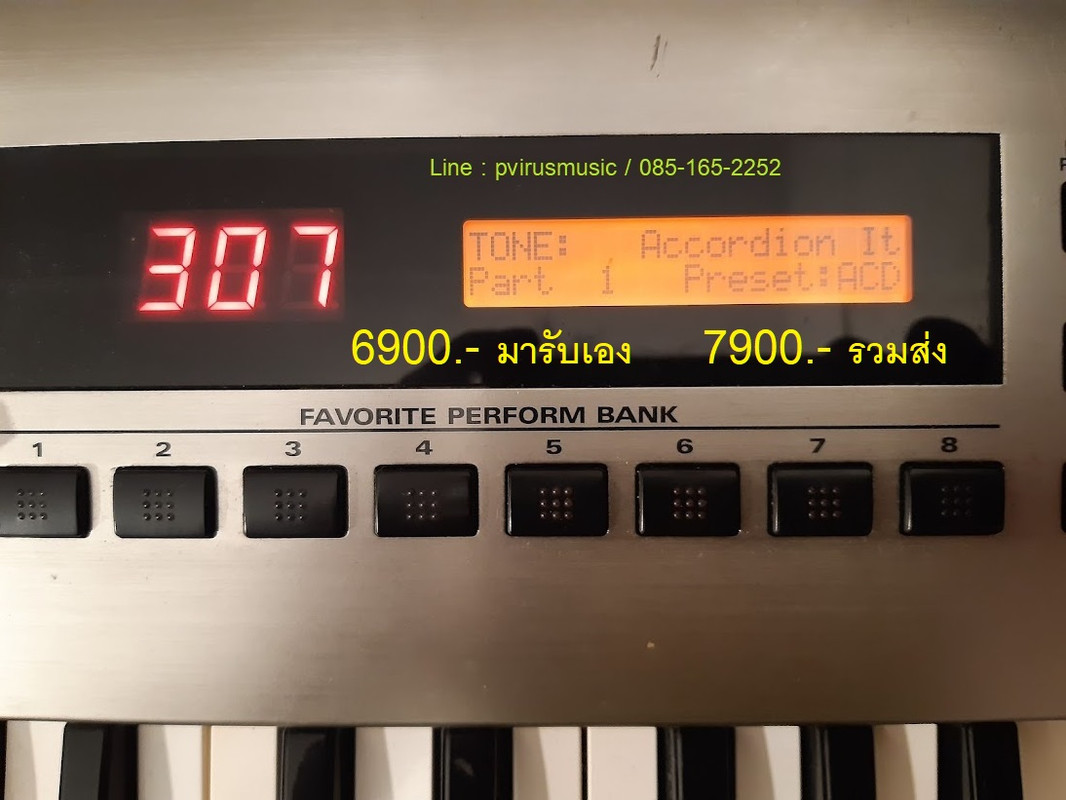 Line : pvirusmusic / 085-165-2252
307
TONE: Accordion It
Part 1 Preset:ACD
6900.- มารับเอง 7900.- รวมส่ง
FAVORITE PERFORM BANK
1 2 3 4 5 6 7 8